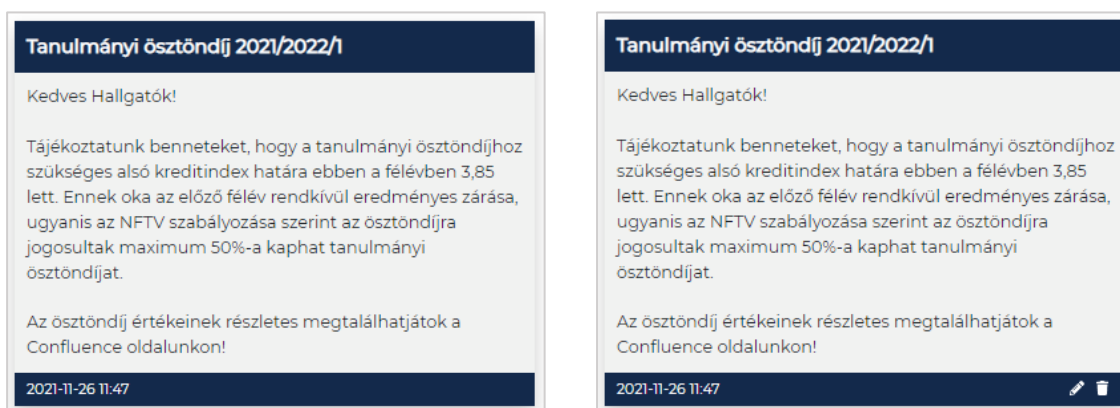 Tanulmányi ösztöndíj 2021/2022/1
Kedves Hallgatók!
Tájékoztatunk benneteket, hogy a tanulmányi ösztöndíjhoz
szükséges alsó kreditindex határa ebben a félévben 3,85
lett. Ennek oka az előző félév rendkívül eredményes zárása,
ugyanis az NFTV szabályozása szerint az ösztöndíjra
jogosultak maximum 50%-a kaphat tanulmányi
ösztöndíjat.
Az ösztöndíj értékeinek részletes megtalálhatjátok a
Confluence oldalunkon!
2021-11-26 11:47
Tanulmányi ösztöndíj 2021/2022/1
Kedves Hallgatók!
Tájékoztatunk benneteket, hogy a tanulmányi ösztöndíjhoz
szükséges alsó kreditindex határa ebben a félévben 3,85
lett. Ennek oka az előző félév rendkívül eredményes zárása,
ugyanis az NFTV szabályozása szerint az ösztöndíjra
jogosultak maximum 50%-a kaphat tanulmányi
ösztöndíjat.
Az ösztöndíj értékeinek részletes megtalálhatjátok a
Confluence oldalunkon!
2021-11-26 11:47